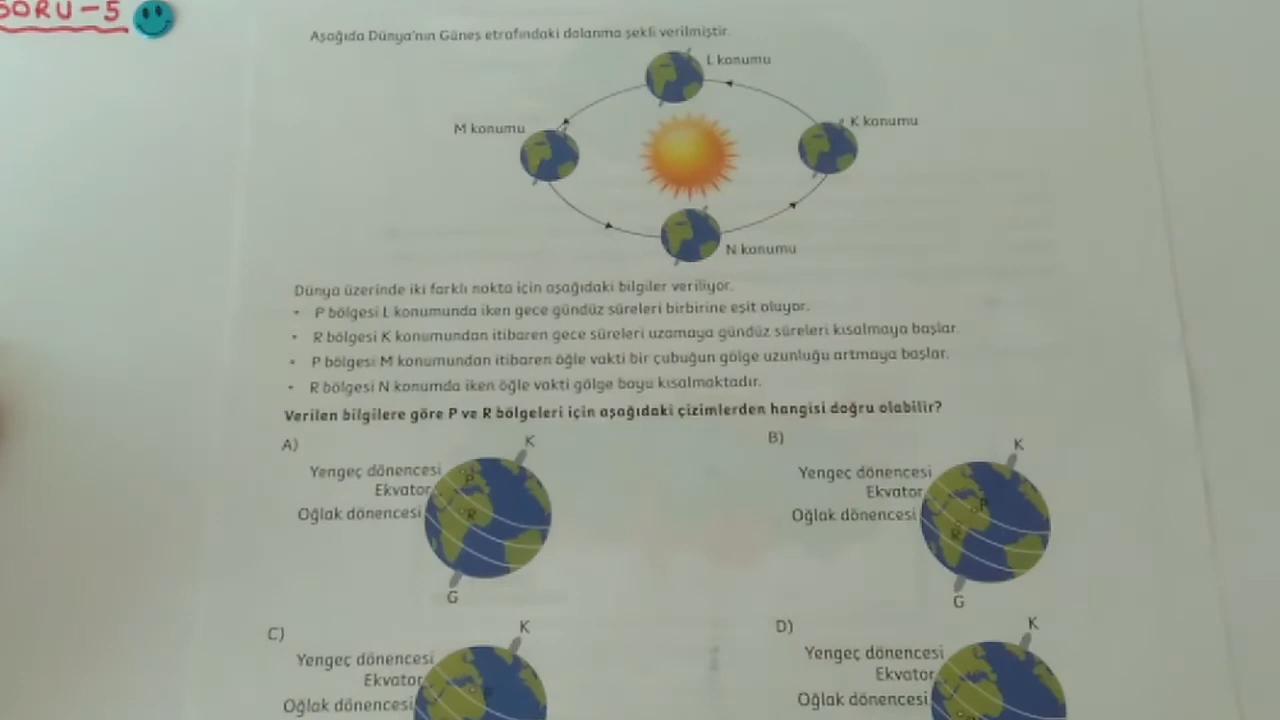 SORU-5
Aşağıda Dünya'nın Güneş etrafındaki dolanma şekli verilmiştir.
L konumu
M konumu
K konumu
N konumu
Dünya üzerinde iki farklı nokta için aşağıdaki bilgiler veriliyor.
• P bölgesi L konumunda iken gece gündüz süreleri birbirine eşit oluyor.
• R bölgesi K konumundan itibaren gece süreleri uzamaya gündüz süreleri kısalmaya başlar.
• P bölgesi M konumundan itibaren öğle vakti bir çubuğun gölge uzunluğu artmaya başlar.
• R bölgesi N konumda iken öğle vakti gölge boyu kısalmaktadır.
Verilen bilgilere göre P ve R bölgeleri için aşağıdaki çizimlerden hangisi doğru olabilir?
A)
K
Yengeç dönencesi
Ekvator
Oğlak dönencesi
P
R
G
B)
K
Yengeç dönencesi
Ekvator
Oğlak dönencesi
P
R
G
C)
K
Yengeç dönencesi
Ekvator
Oğlak dönencesi
D)
K
Yengeç dönencesi
Ekvator
Oğlak dönencesi